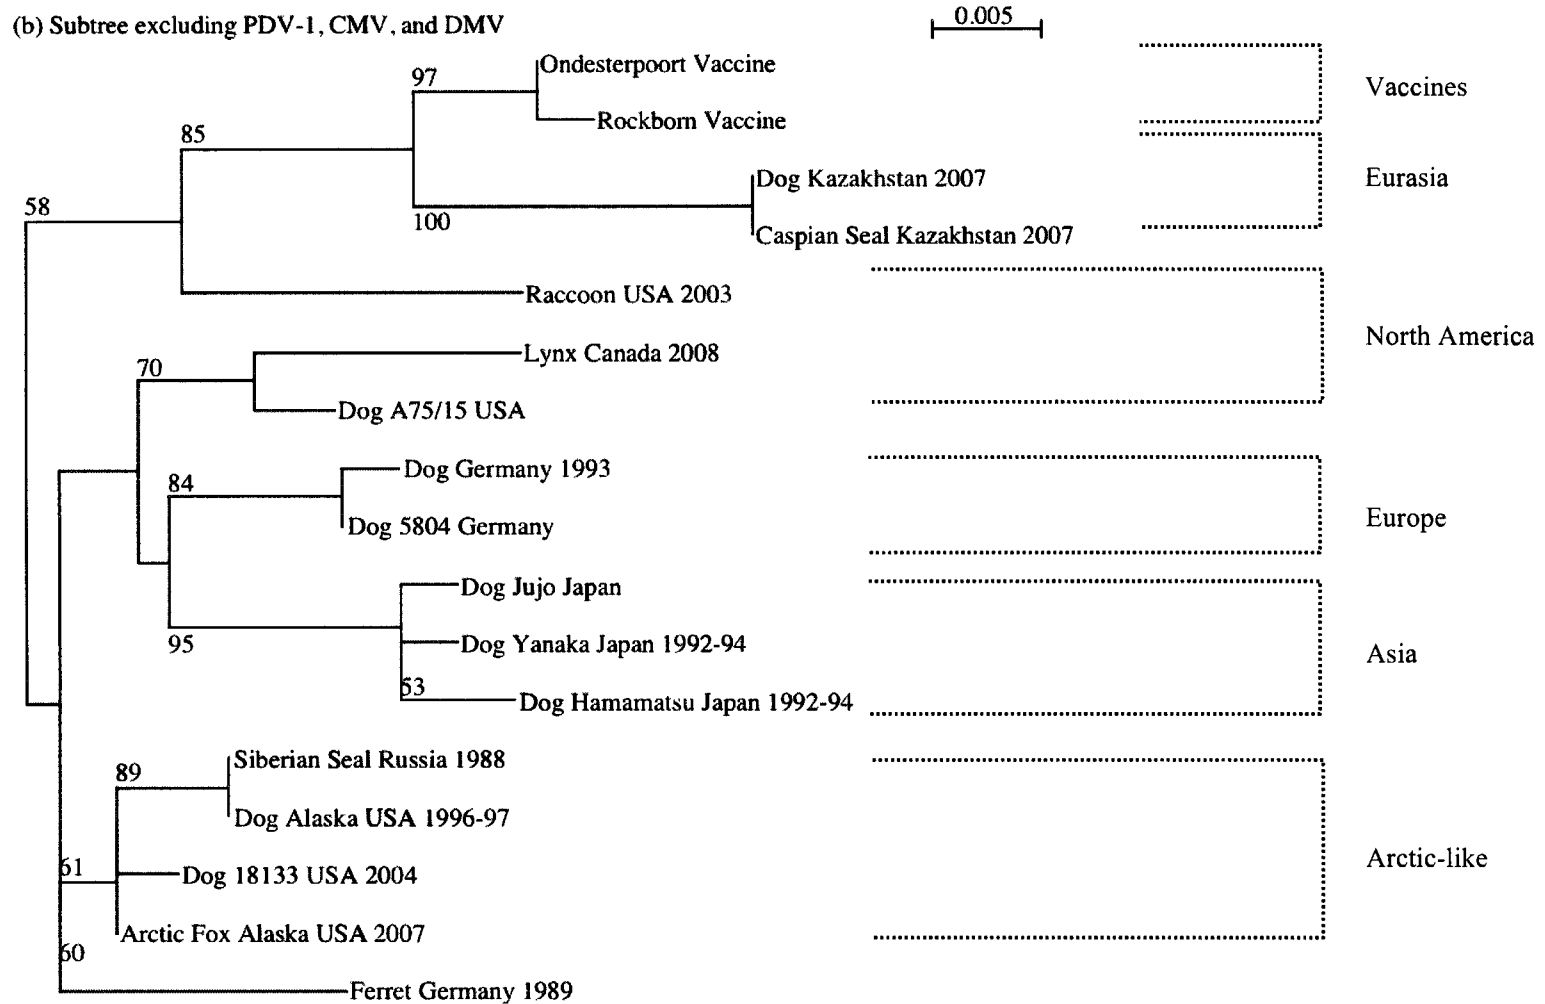 (b) Subtree excluding PDV-1, CMV, and DMV
0.005
Ondesterpoort Vaccine
97
Vaccines
Rockborn Vaccine
85
Dog Kazakhstan 2007
Eurasia
58
100
Caspian Seal Kazakhstan 2007
Raccoon USA 2003
North America
Lynx Canada 2008
70
Dog A75/15 USA
Dog Germany 1993
84
Europe
Dog 5804 Germany
Dog Jujo Japan
95
Dog Yanaka Japan 1992-94
Asia
53
Dog Hamamatsu Japan 1992-94
Siberian Seal Russia 1988
89
Dog Alaska USA 1996-97
Arctic-like
61
Dog 18133 USA 2004
Arctic Fox Alaska USA 2007
60
Ferret Germany 1989